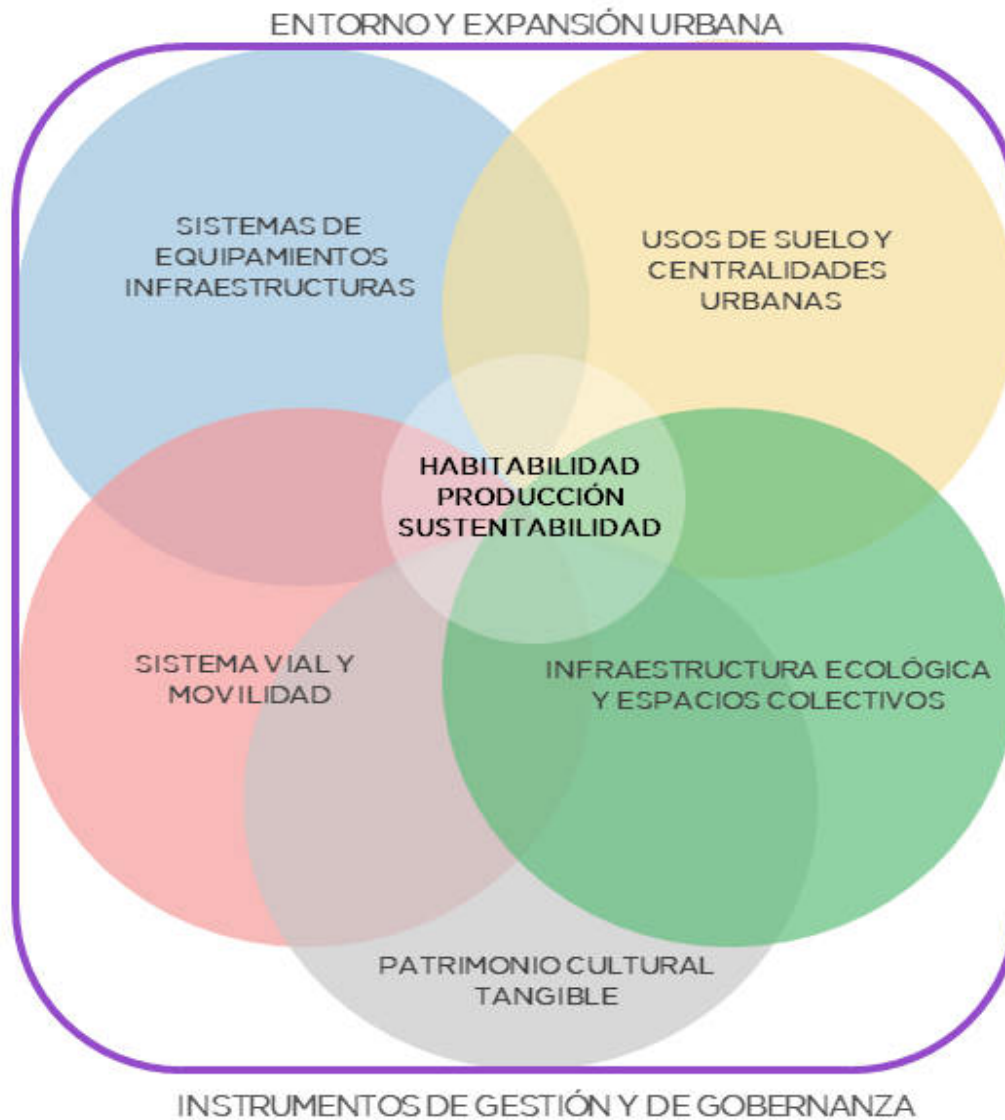 ENTORNO Y EXPANSIÓN URBANA
SISTEMAS DE
EQUIPAMIENTOS
INFRAESTRUCTURAS
USOS DE SUELO Y
CENTRALIDADES
URBANAS
HABITABILIDAD
PRODUCCIÓN
SUSTENTABILIDAD
SISTEMA VIAL Y
MOVILIDAD
INFRAESTRUCTURA ECOLÓGICA
Y ESPACIOS COLECTIVOS
PATRIMONIO CULTURAL
TANGIBLE
INSTRUMENTOS DE GESTIÓN Y DE GOBERNANZA